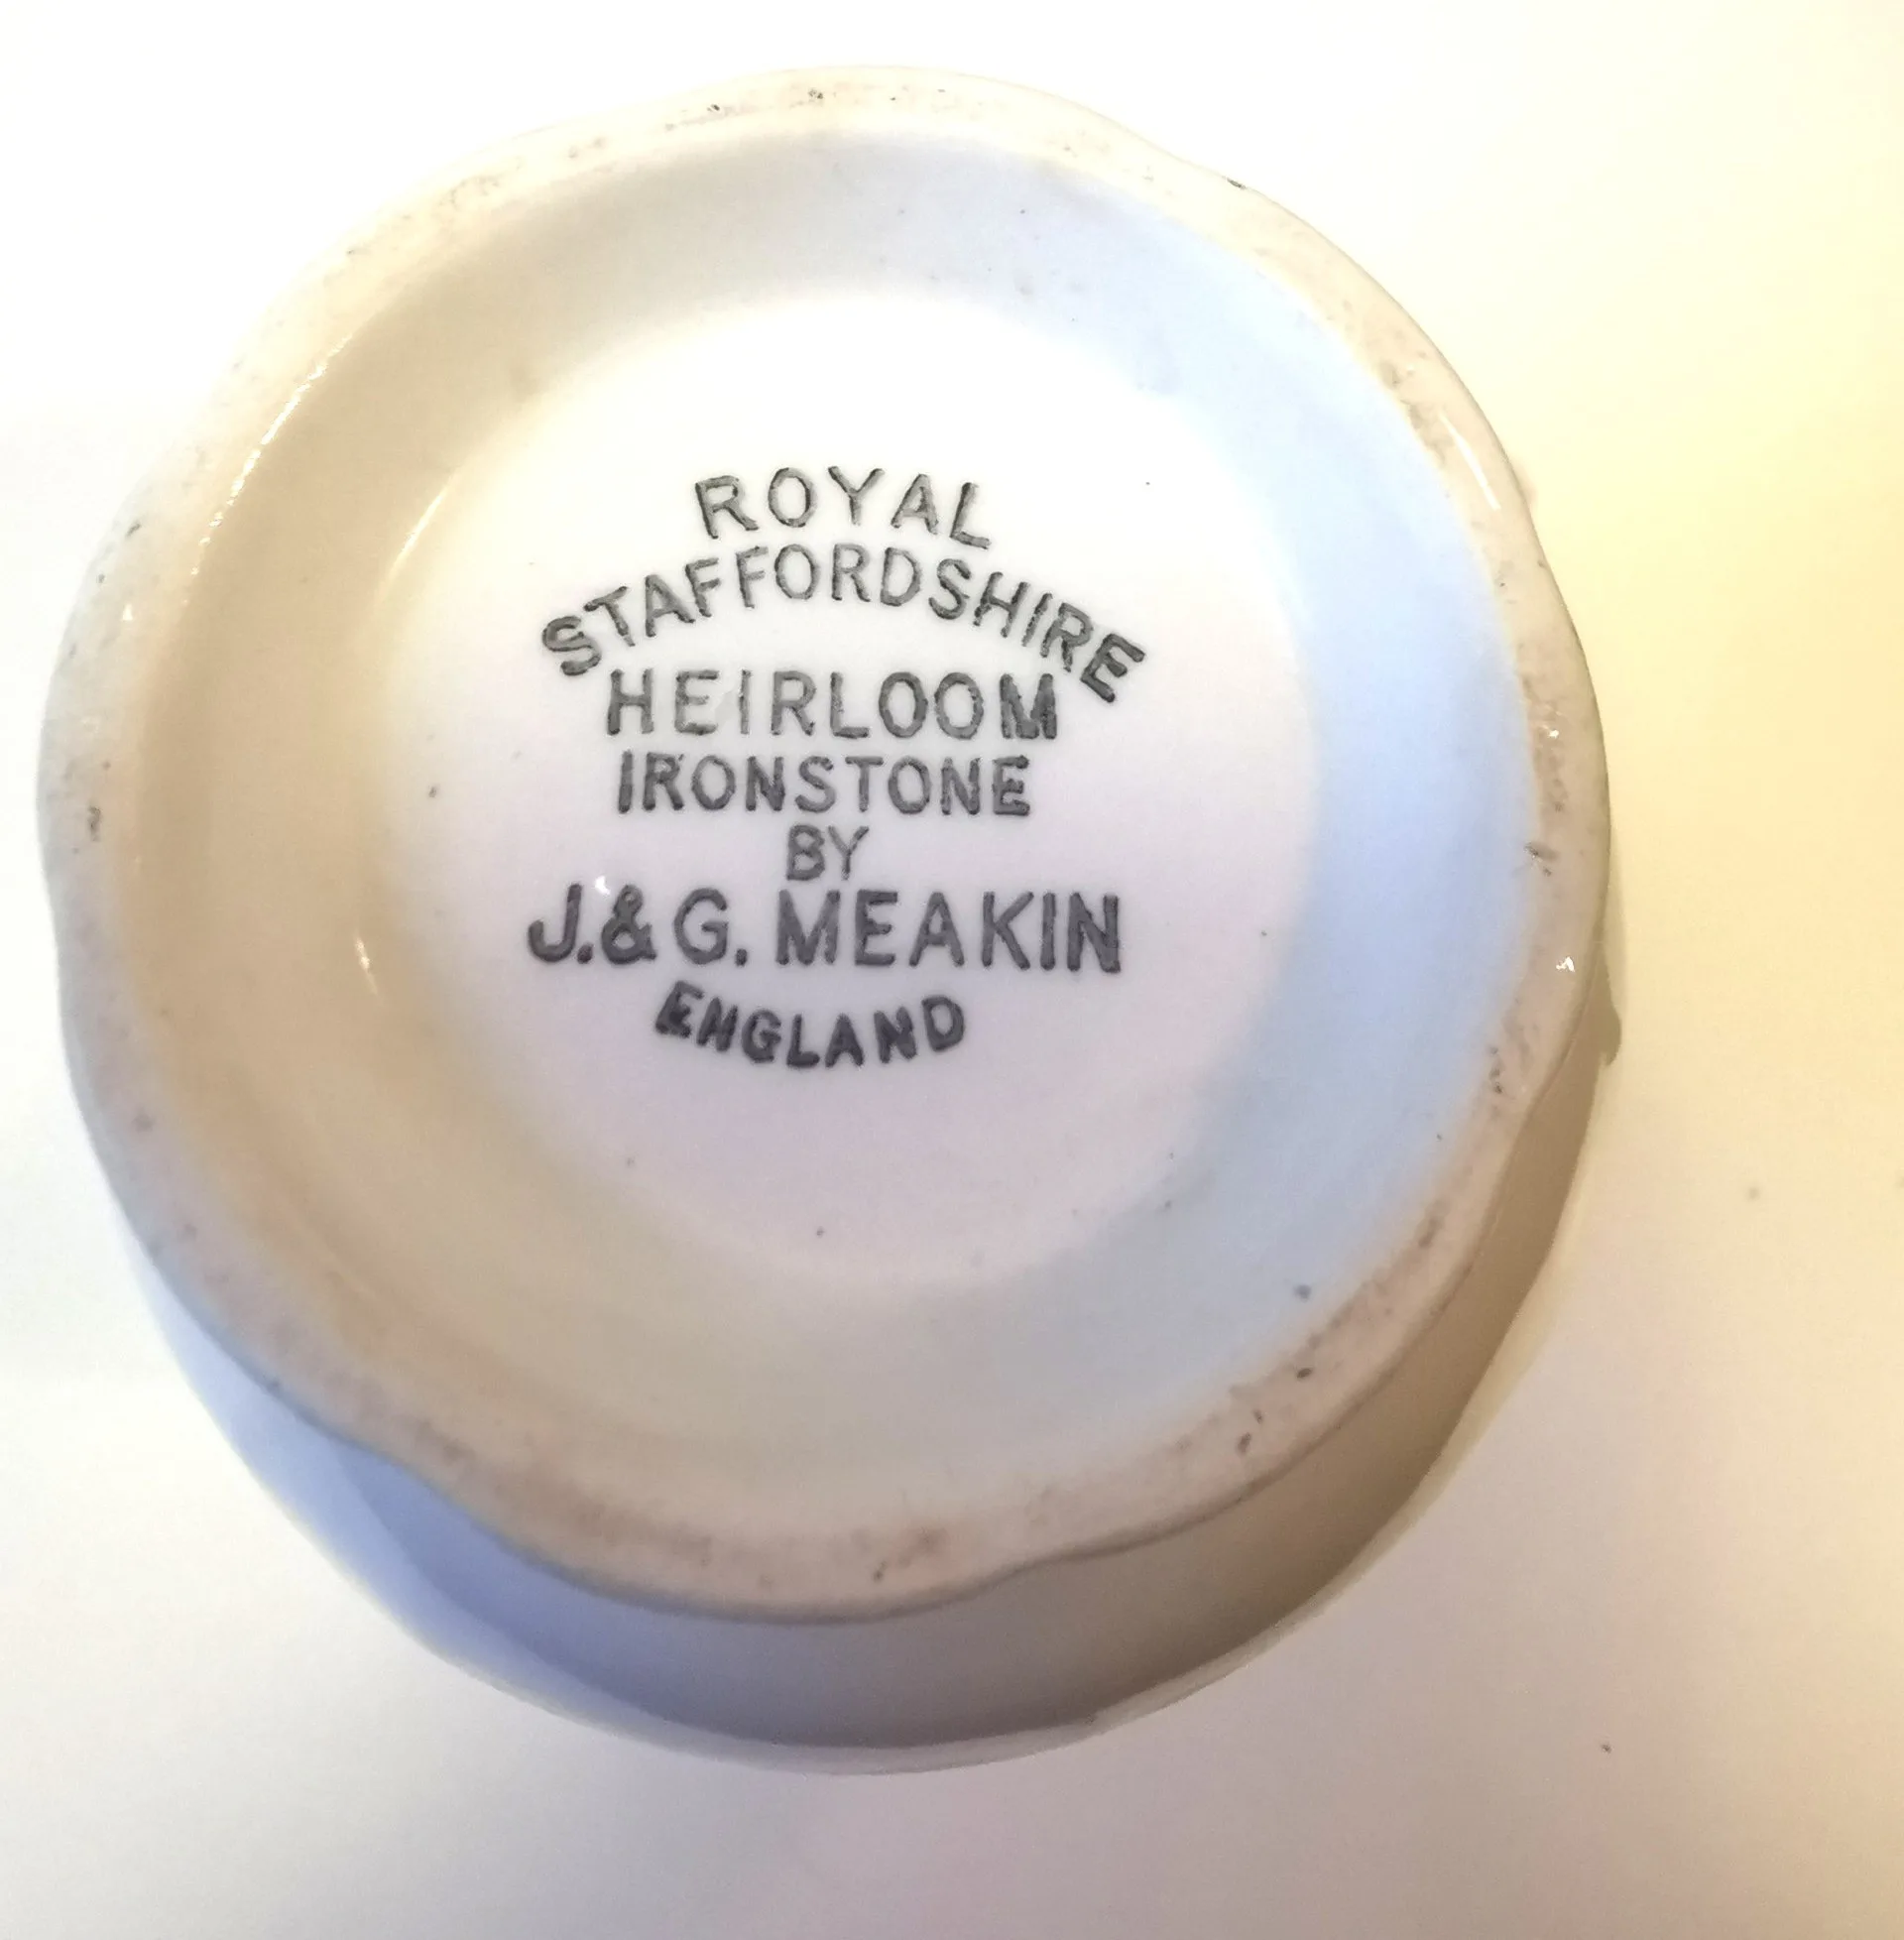 ROYAL
STAFFORDSHIRE
HEIRLOOM
IRONSTONE
BY
J.& G. MEAKIN
ENGLAND